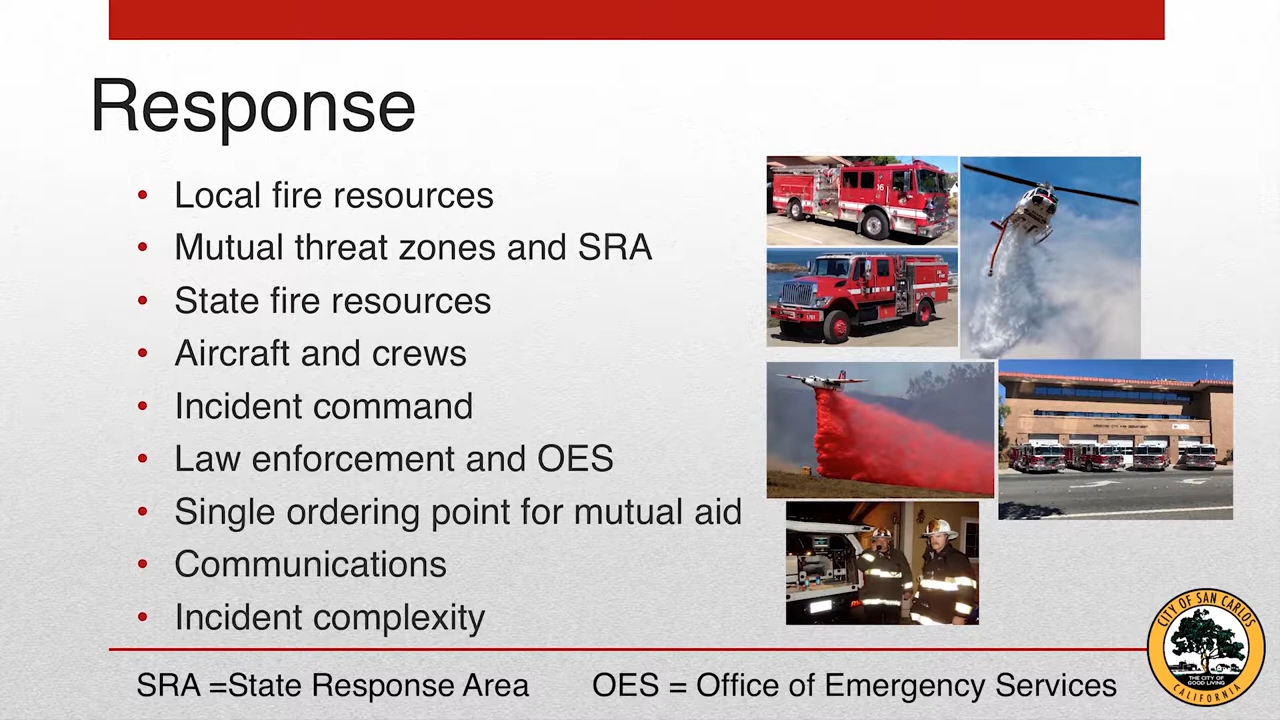 Response
• Local fire resources
• Mutual threat zones and SRA
• State fire resources
• Aircraft and crews
• Incident command
• Law enforcement and OES
• Single ordering point for mutual aid
• Communications
• Incident complexity
SRA =State Response Area
OES = Office of Emergency Services
16
CITY OF SAN CARLOS
THE CITY OF
GOOD LIVING
CALIFORNIA